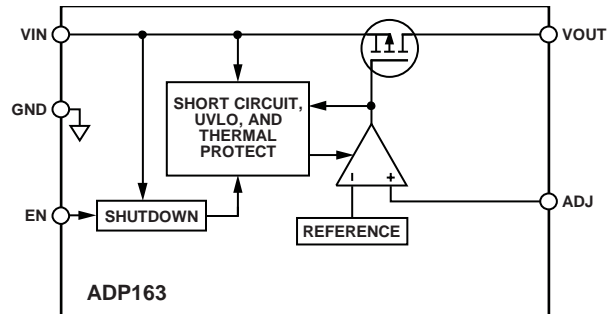 VIN
VOUT
GND
SHORT CIRCUIT,
UVLO, AND
THERMAL
PROTECT
EN
SHUTDOWN
REFERENCE
ADJ
ADP163